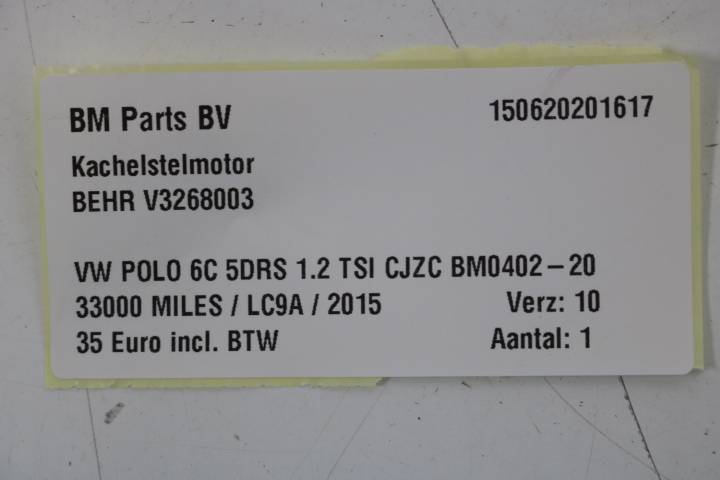 BM Parts BV 150620201617
Kachelstelmotor
BEHR V3268003
VW POLO 6C 5DRS 1.2 TSI CJZC BM0402-20
33000 MILES / LC9A / 2015 Verz: 10
35 Euro incl. BTW Aantal: 1